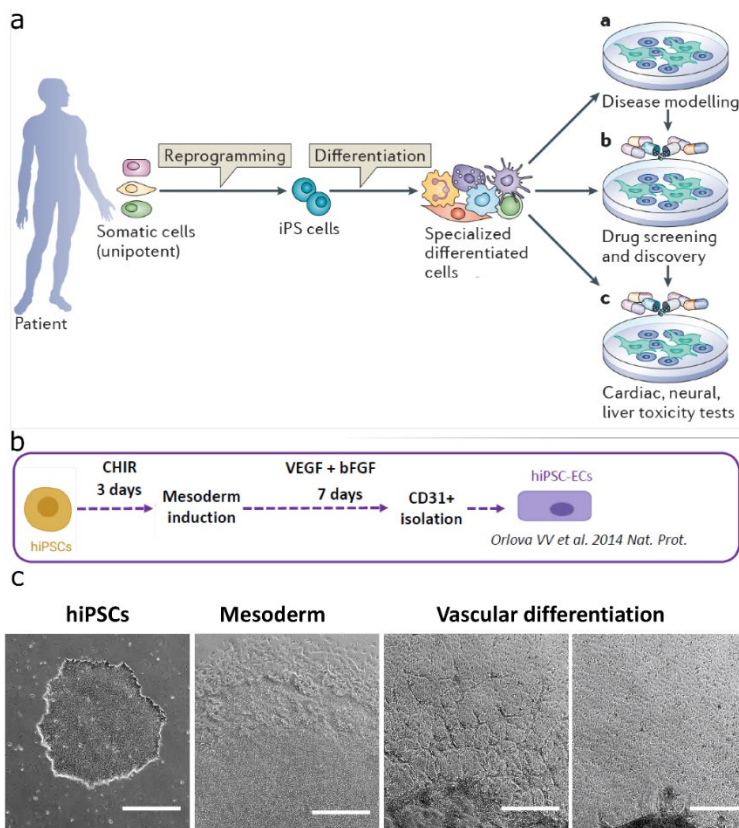 a
a
Disease modelling
Reprogramming
Differentiation
b
Somatic cells
(unipotent)
iPS cells
Specialized
differentiated
cells
Drug screening
and discovery
c
Patient
Cardiac, neural,
liver toxicity tests
b
CHIR
3 days
Mesoderm
induction
VEGF + bFGF
7 days
CD31+
isolation
hiPSC-ECs
hiPSCs
Orlova VV et al. 2014 Nat. Prot.
c
hiPSCs
Mesoderm
Vascular differentiation